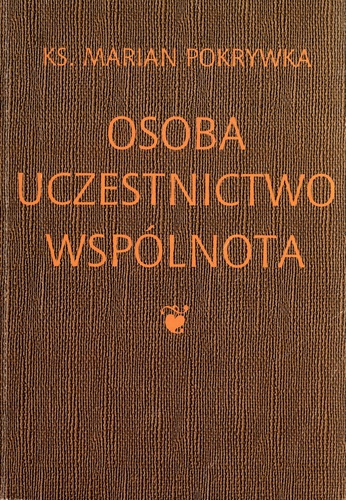 KS. MARIAN POKRYWKA
OSOBA
UCZESTNICTWO
WSPÓLNOTA